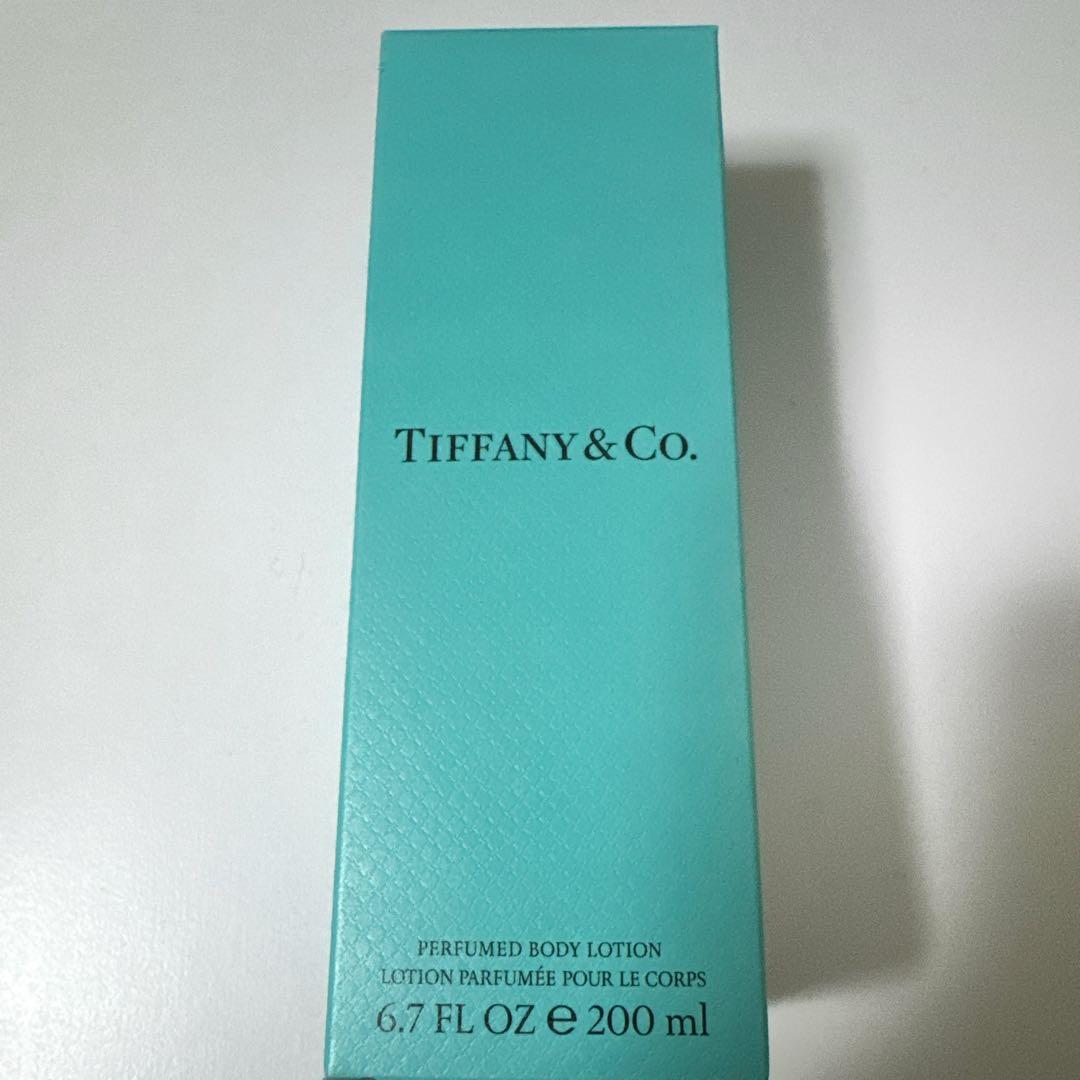 TIFFANY & CO.
PERFUMED BODY LOTION
LOTION PARFUMÉE POUR LE CORPS
6.7 FL OZ ℮ 200 ml